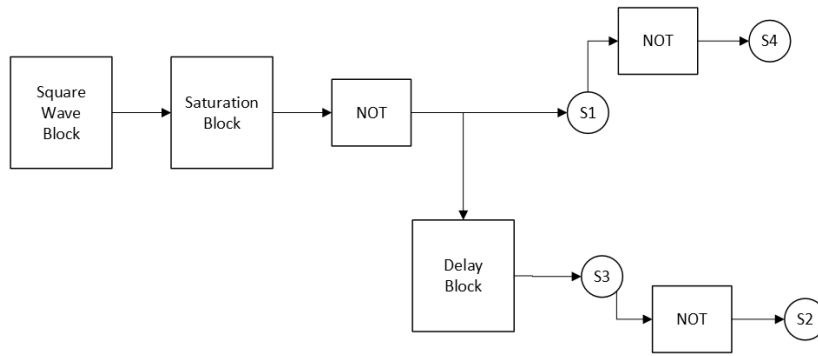 Square
Wave
Block
Saturation
Block
NOT
S1
NOT
S4
Delay
Block
S3
NOT
S2